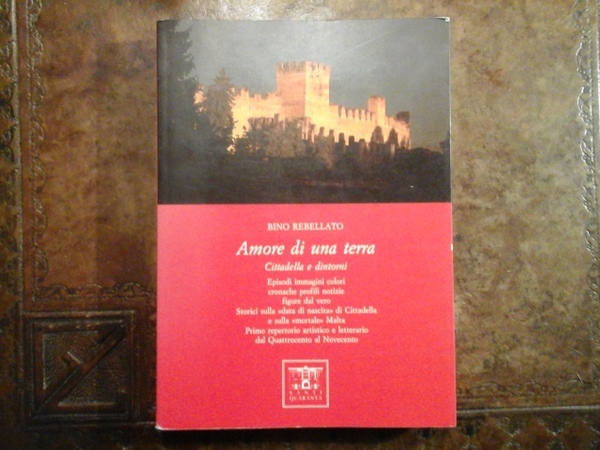 BINO REBELLATO
Amore di una terra
Cittadella e dintorni
Episodi immagini colori
cronache profili notizie
figure dal vero
Storici sulla «data di nascita» di Cittadella
e sulla «mortale» Malta
Primo repertorio artistico e letterario
dal Quattrocento al Novecento
SANTI
QUARANTA